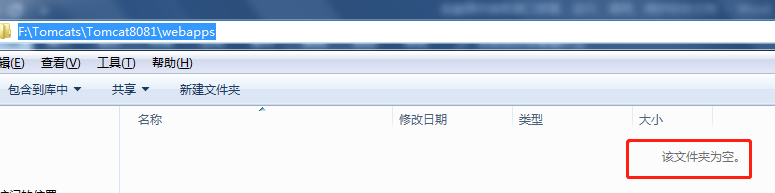 F:\Tomcats\Tomcat8081\webapps
辑(E) 查看(V) 工具(T) 帮助(H)
包含到库中 共享 新建文件夹
名称 修改日期 类型 大小
该文件夹为空。